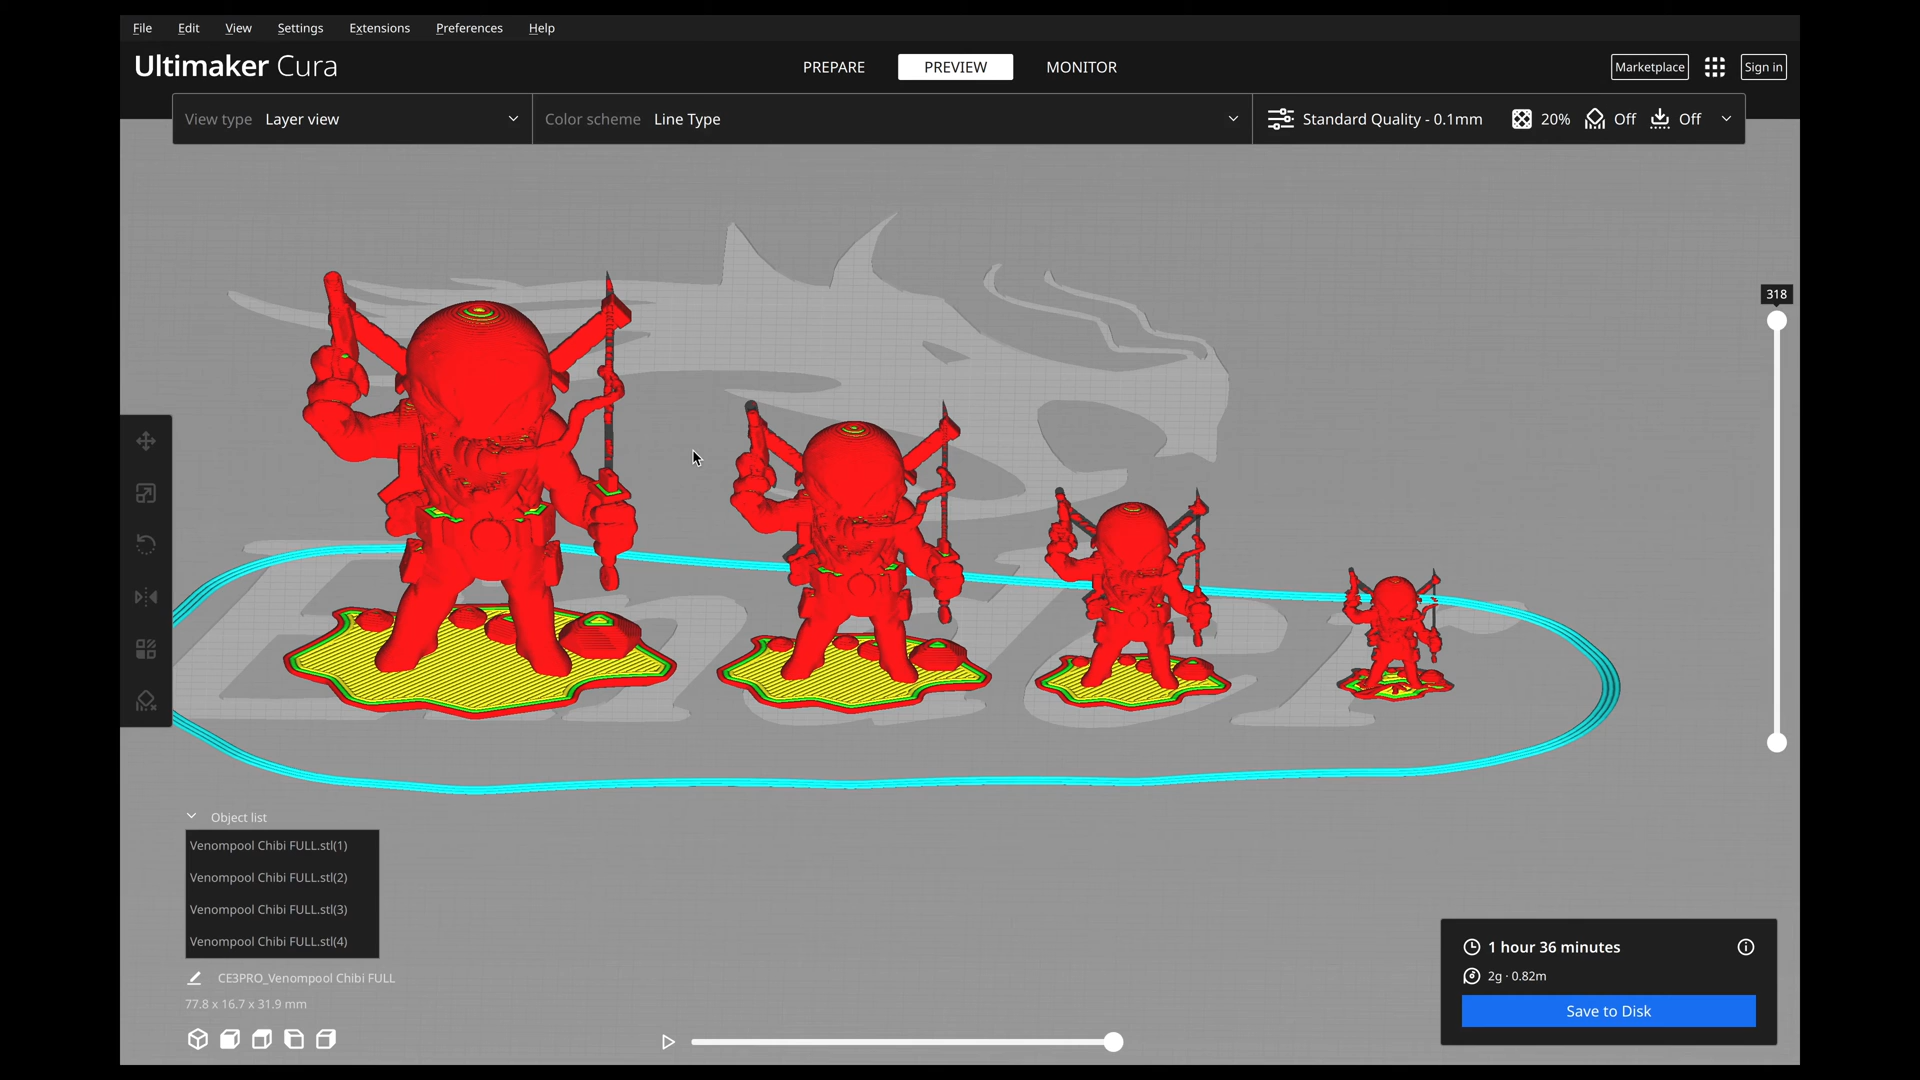 File Edit View Settings Extensions Preferences Help
Ultimaker Cura
PREPARE PREVIEW MONITOR
Marketplace Sign in
View type Layer view Color scheme Line Type Standard Quality - 0.1mm 20% Off Off
318
Object list
Venompool Chibi FULL.stl(1)
Venompool Chibi FULL.stl(2)
Venompool Chibi FULL.stl(3)
Venompool Chibi FULL.stl(4)
CE3PRO_Venompool Chibi FULL
77.8 x 16.7 x 31.9 mm
1 hour 36 minutes
2g · 0.82m
Save to Disk